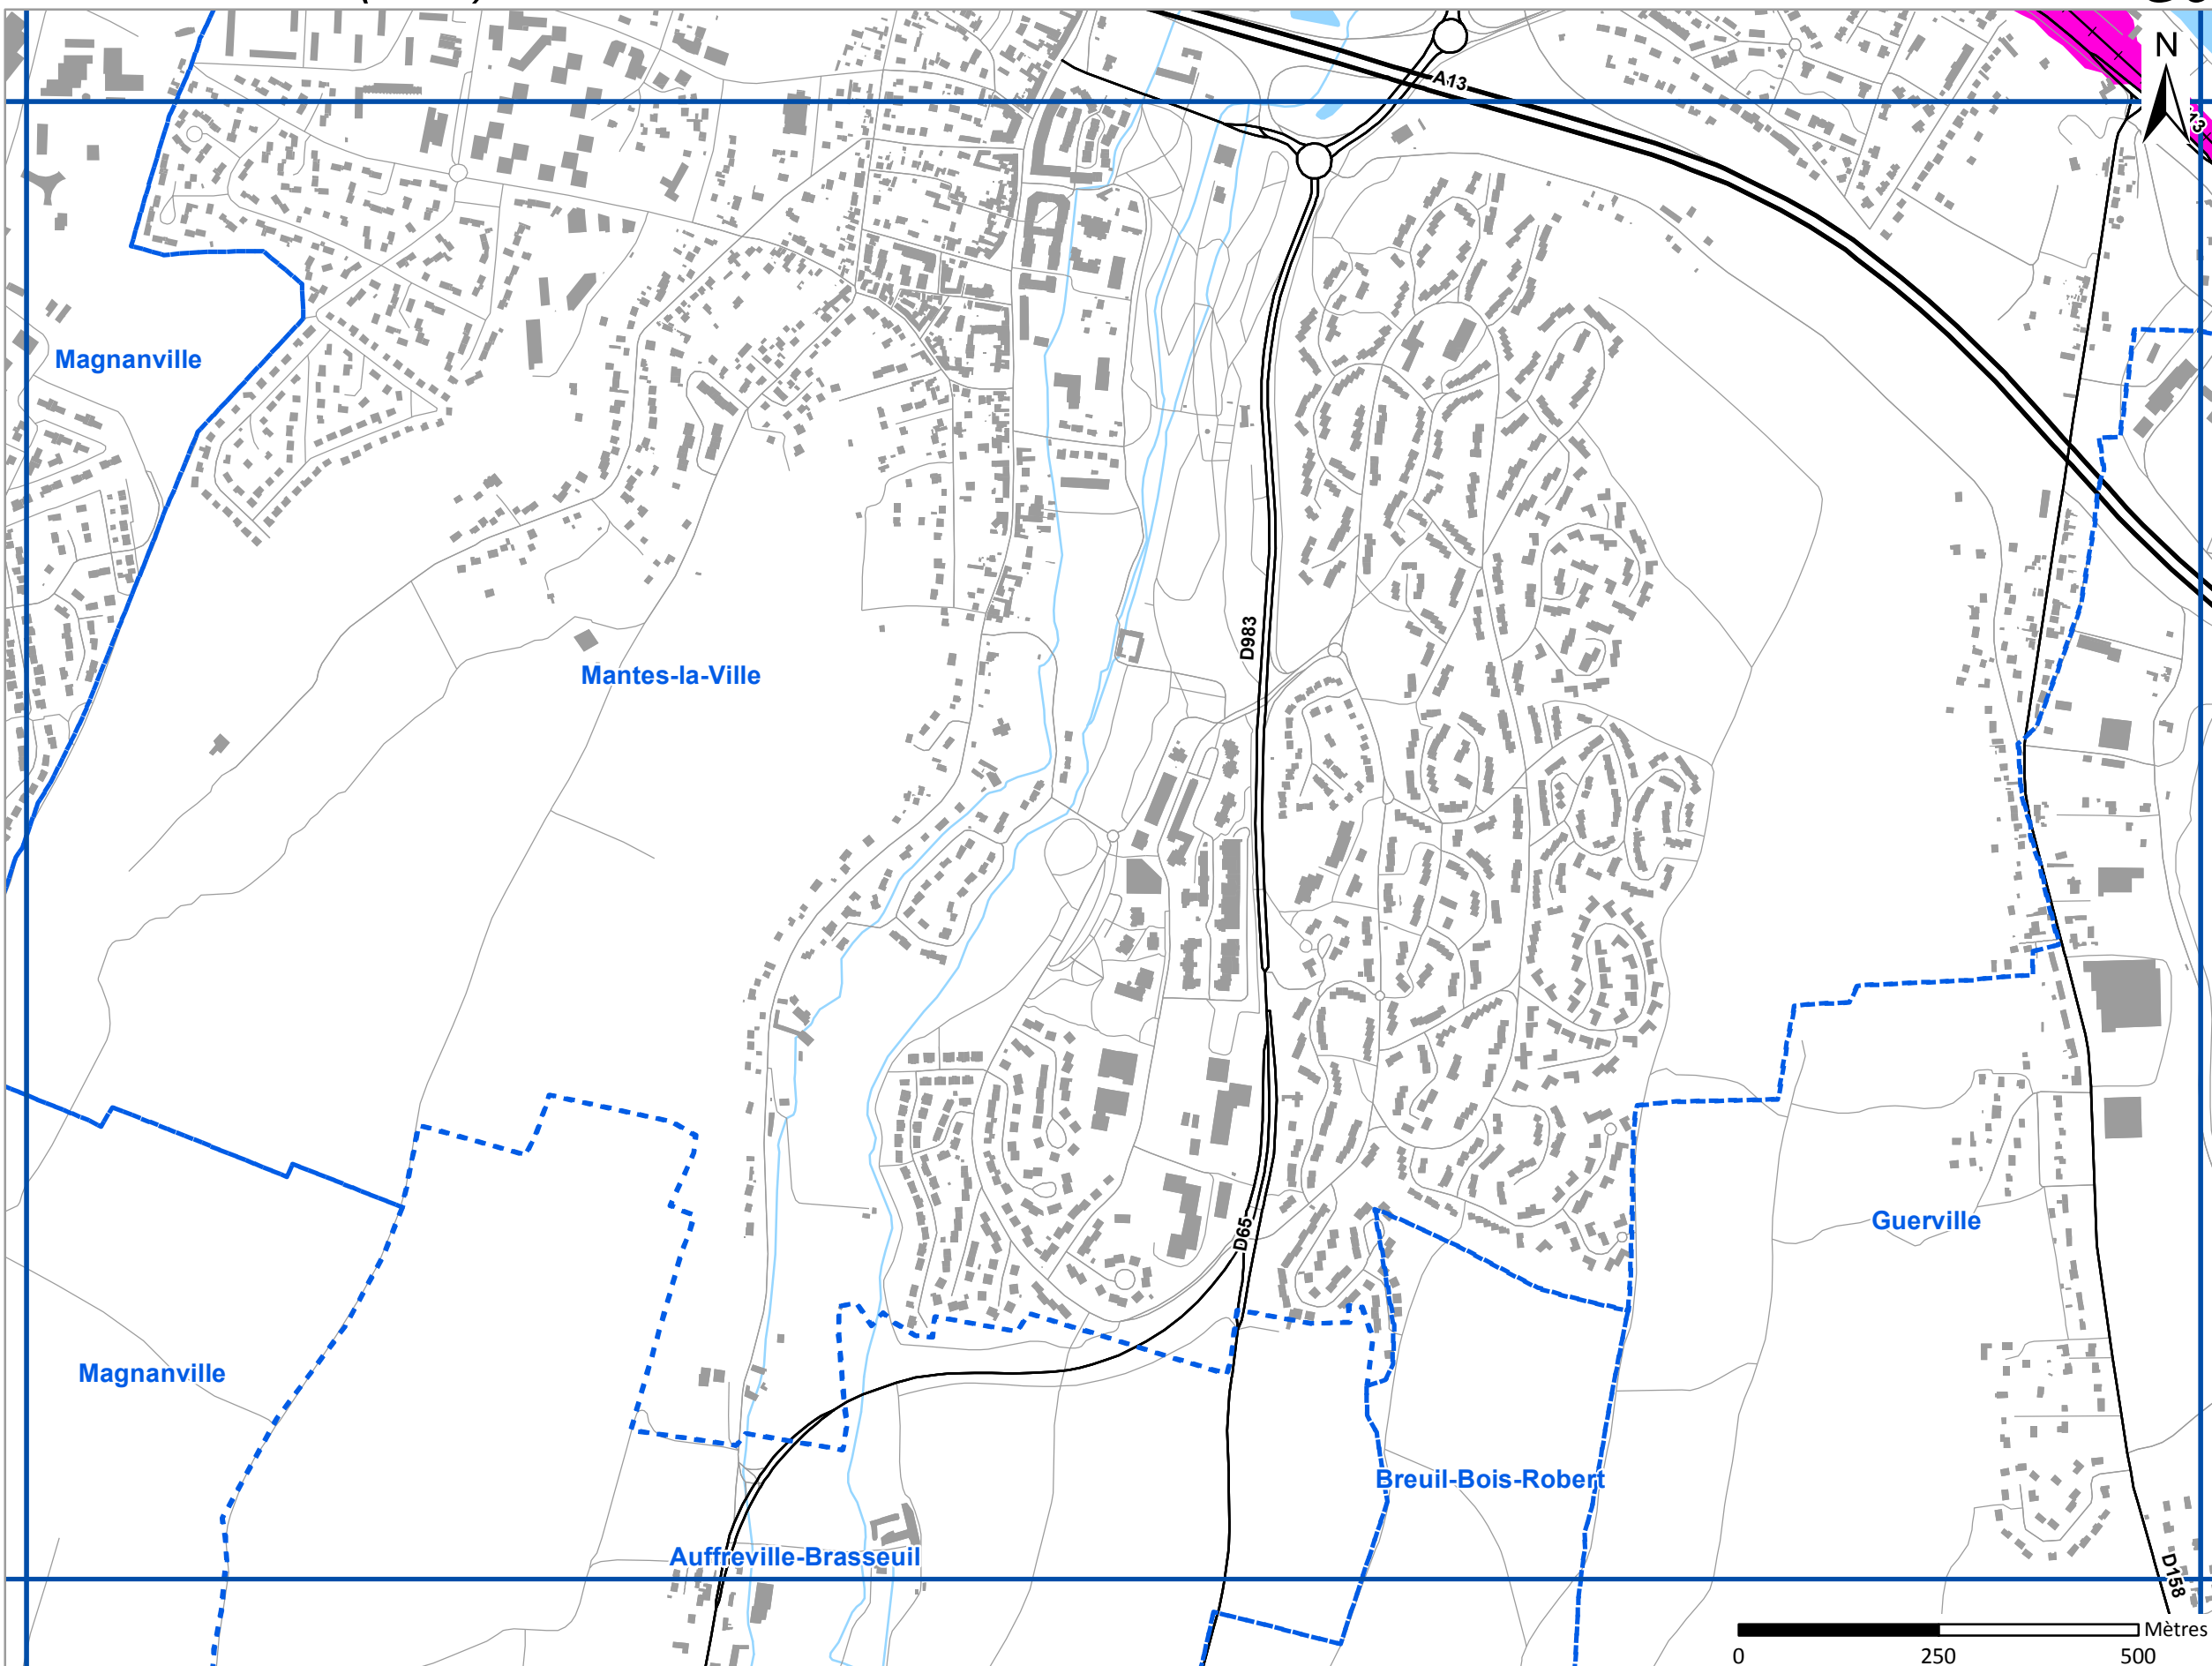 N
A13
Magnanville
D983
Mantes-la-Ville
Guerville
D65
Magnanville
Breuil-Bois-Robert
Auffreville-Brasseuil
D158
Mètres
0 250 500